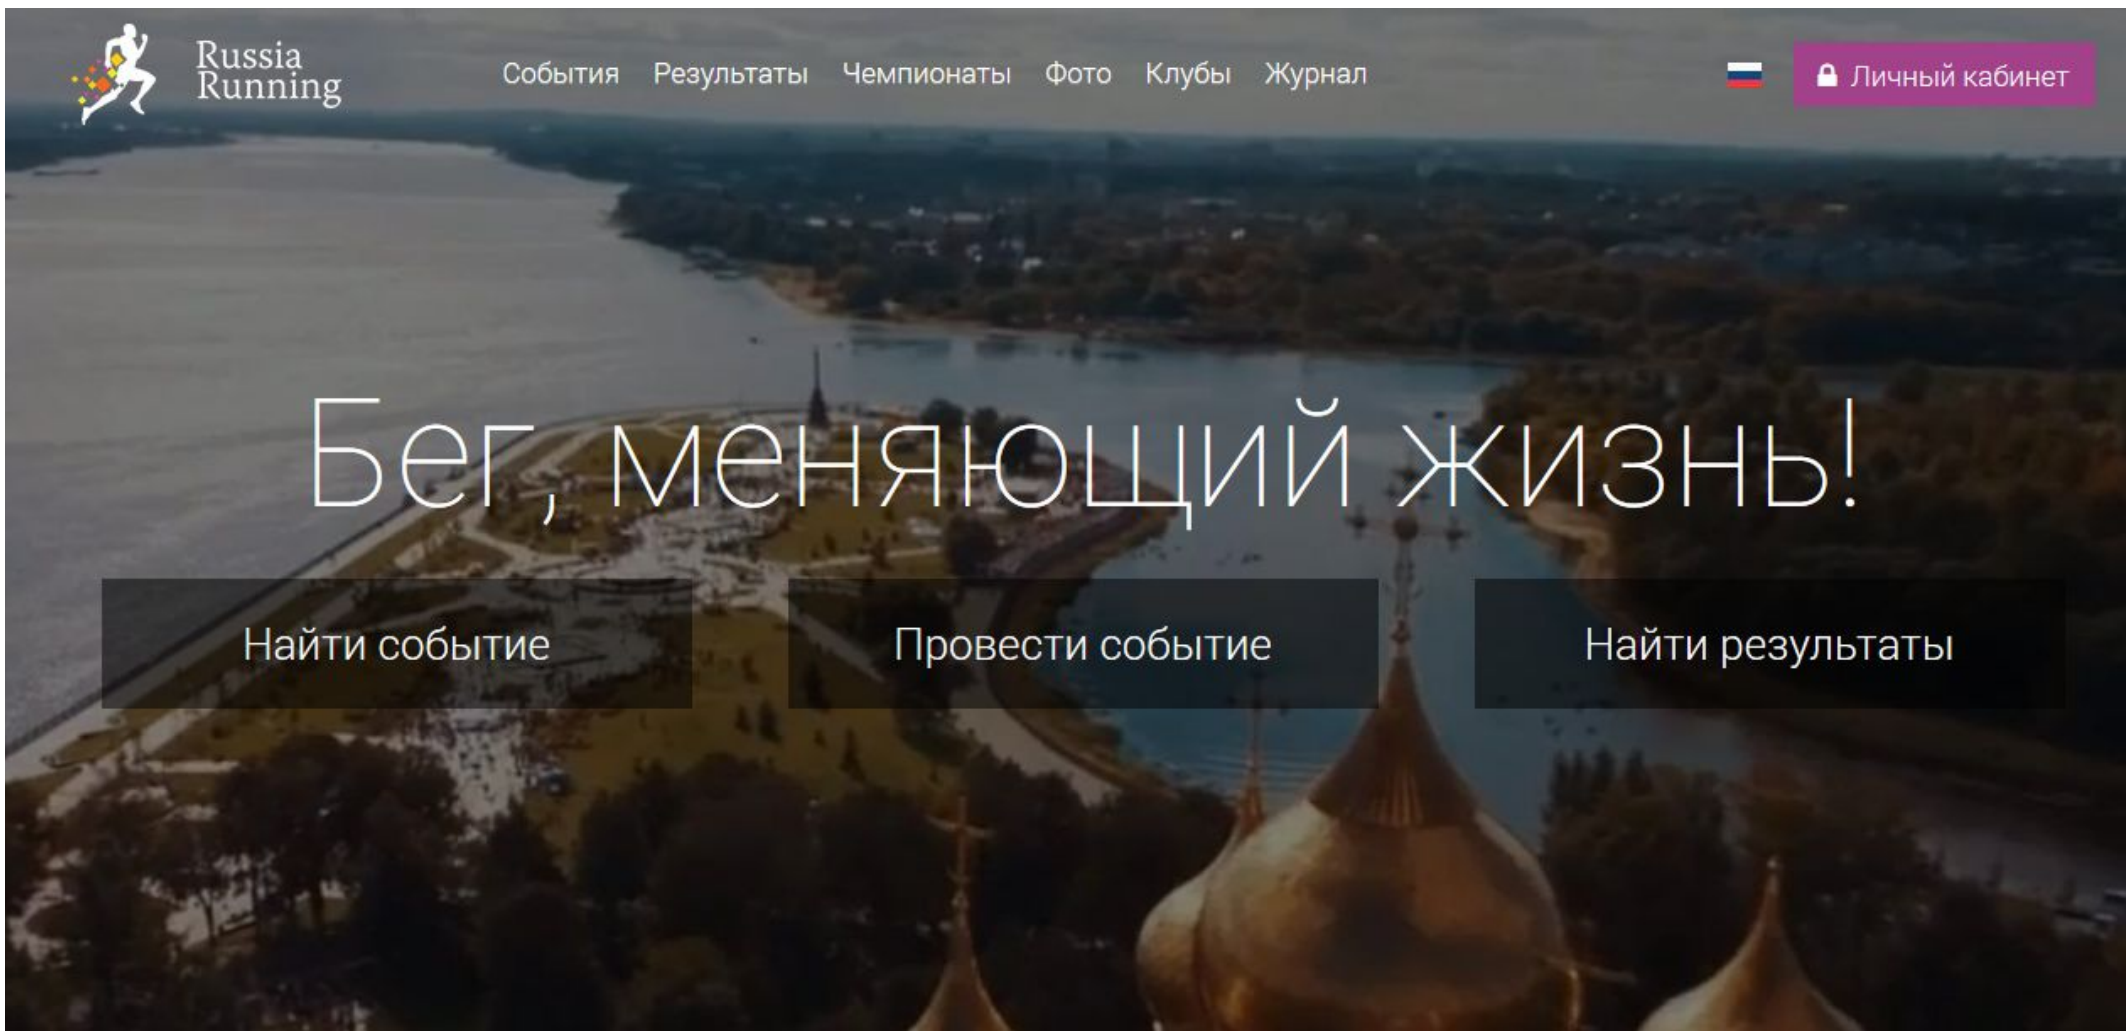 Russia
Running
События Результаты Чемпионаты Фото Клубы Журнал
Личный кабинет
Бег, меняющий жизнь!
Найти событие
Провести событие
Найти результаты